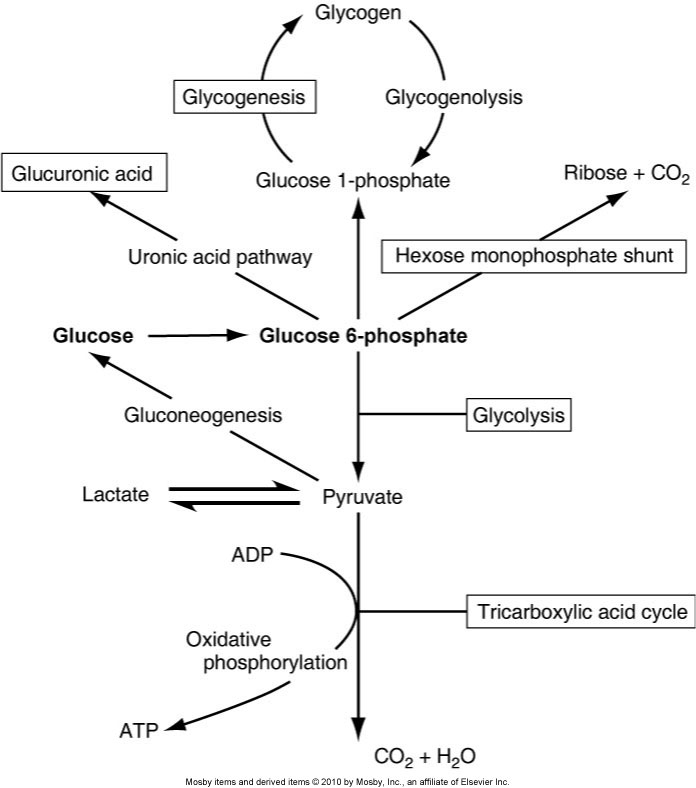 Glycogen
Glycogenesis
Glycogenolysis
Glucuronic acid
Glucose 1-phosphate
Ribose + CO₂
Uronic acid pathway
Hexose monophosphate shunt
Glucose
Glucose 6-phosphate
Gluconeogenesis
Glycolysis
Lactate
Pyruvate
ADP
Tricarboxylic acid cycle
Oxidative
phosphorylation
ATP
CO₂ + H₂O
Mosby items and derived items © 2010 by Mosby, Inc., an affiliate of Elsevier Inc.